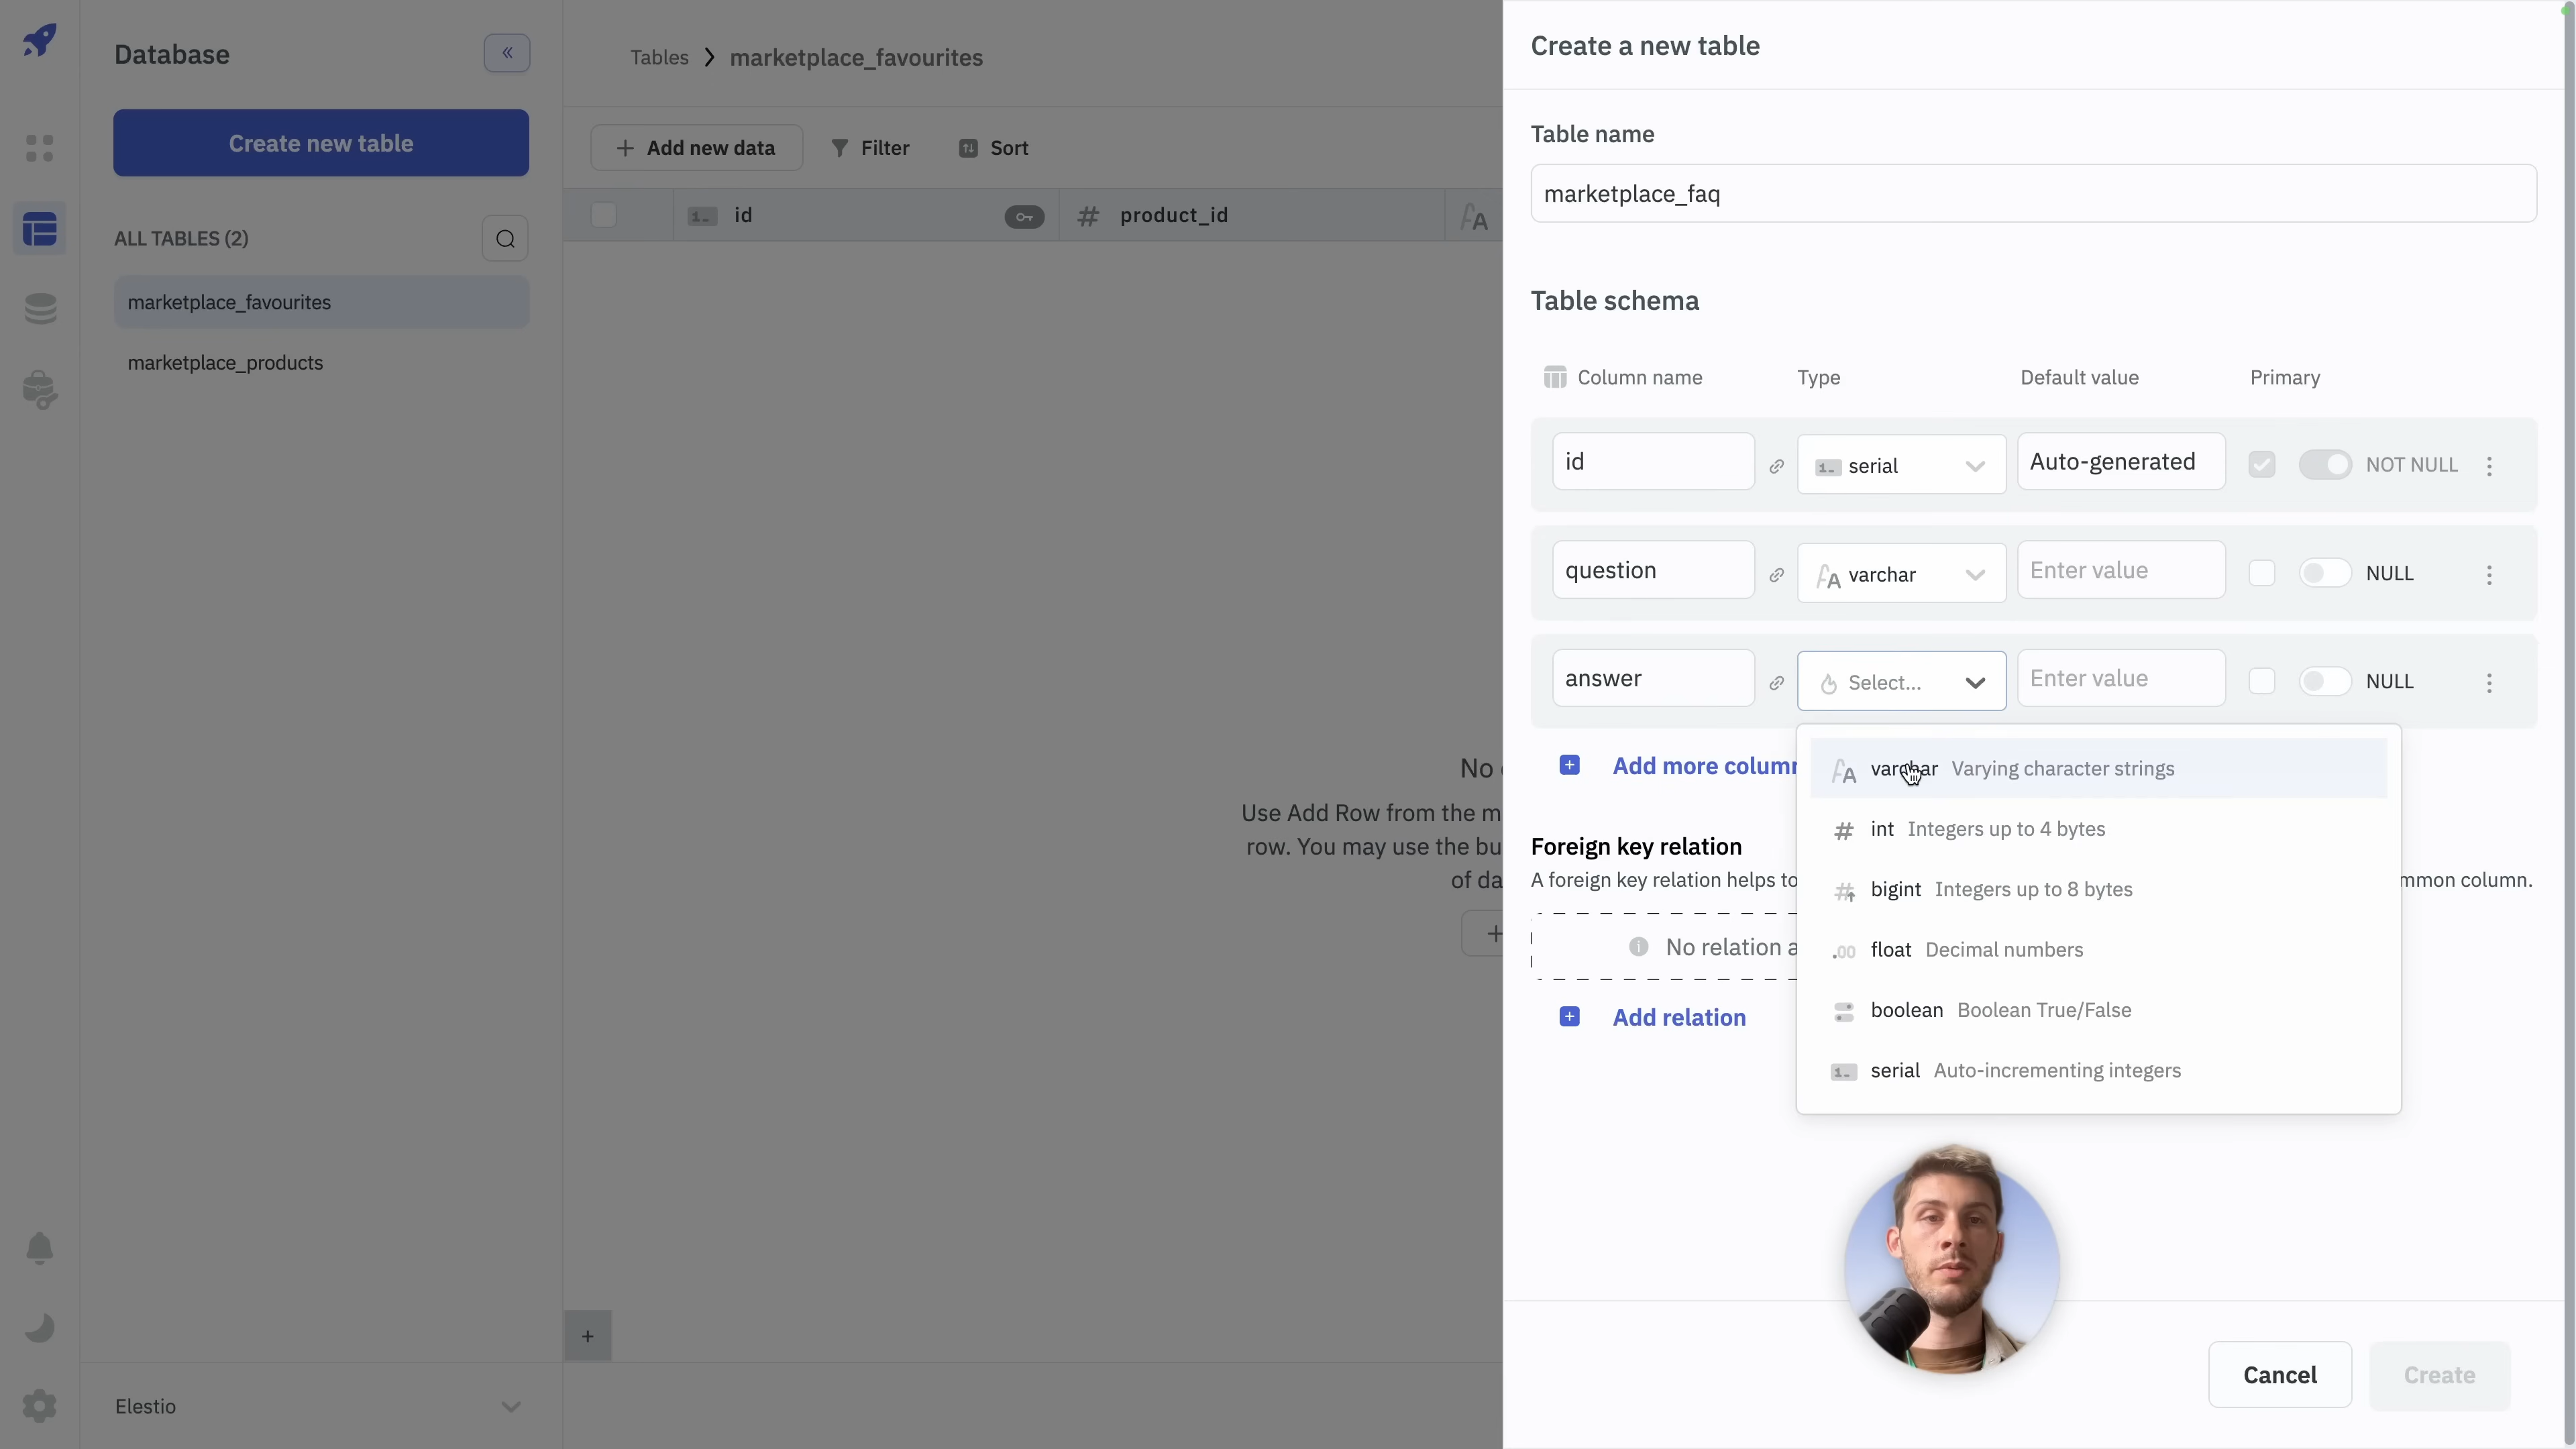 Database
Create new table
ALL TABLES (2)
marketplace_favourites
marketplace_products
Elestio
Tables
marketplace_favourites
Add new data
Filter
Sort
id
product_id
No
Use Add Row from the m
row. You may use the bu
of da
Create a new table
Table name
marketplace_faq
Table schema
Column name Type Default value Primary
id serial Auto-generated NOT NULL
question varchar Enter value NULL
answer Select... Enter value NULL
Add more column
varchar Varying character strings
int Integers up to 4 bytes
bigint Integers up to 8 bytes
float Decimal numbers
boolean Boolean True/False
serial Auto-incrementing integers
Foreign key relation
A foreign key relation helps to mmon column.
No relation a
Add relation
Cancel
Create